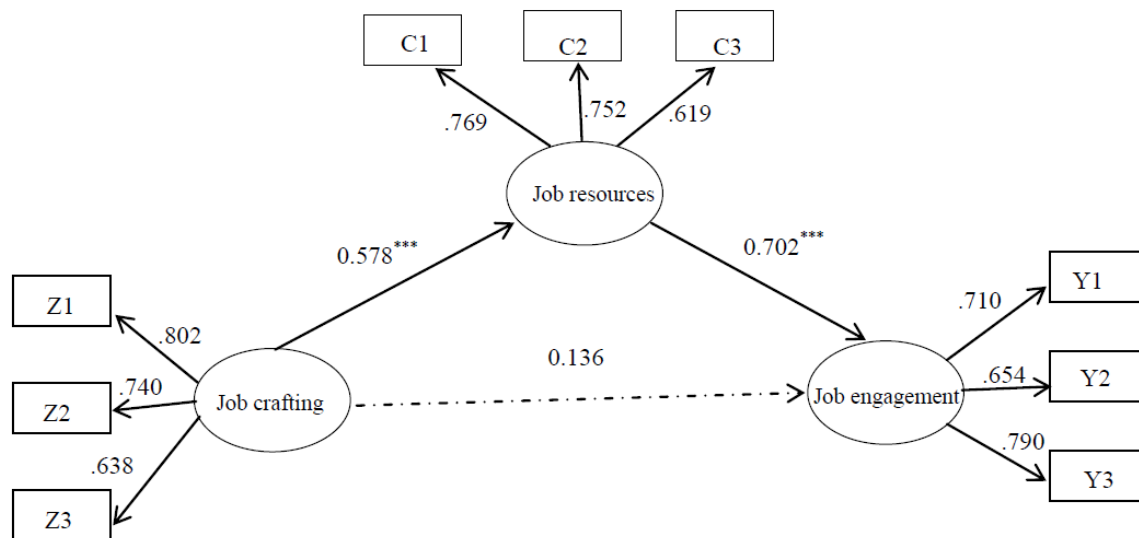 C1
C2
C3
.769
.752
.619
Job resources
0.578***
0.702***
Z1
.802
Y1
.710
0.136
Z2
.740
Job crafting
Job engagement
.654
Y2
.638
.790
Z3
Y3